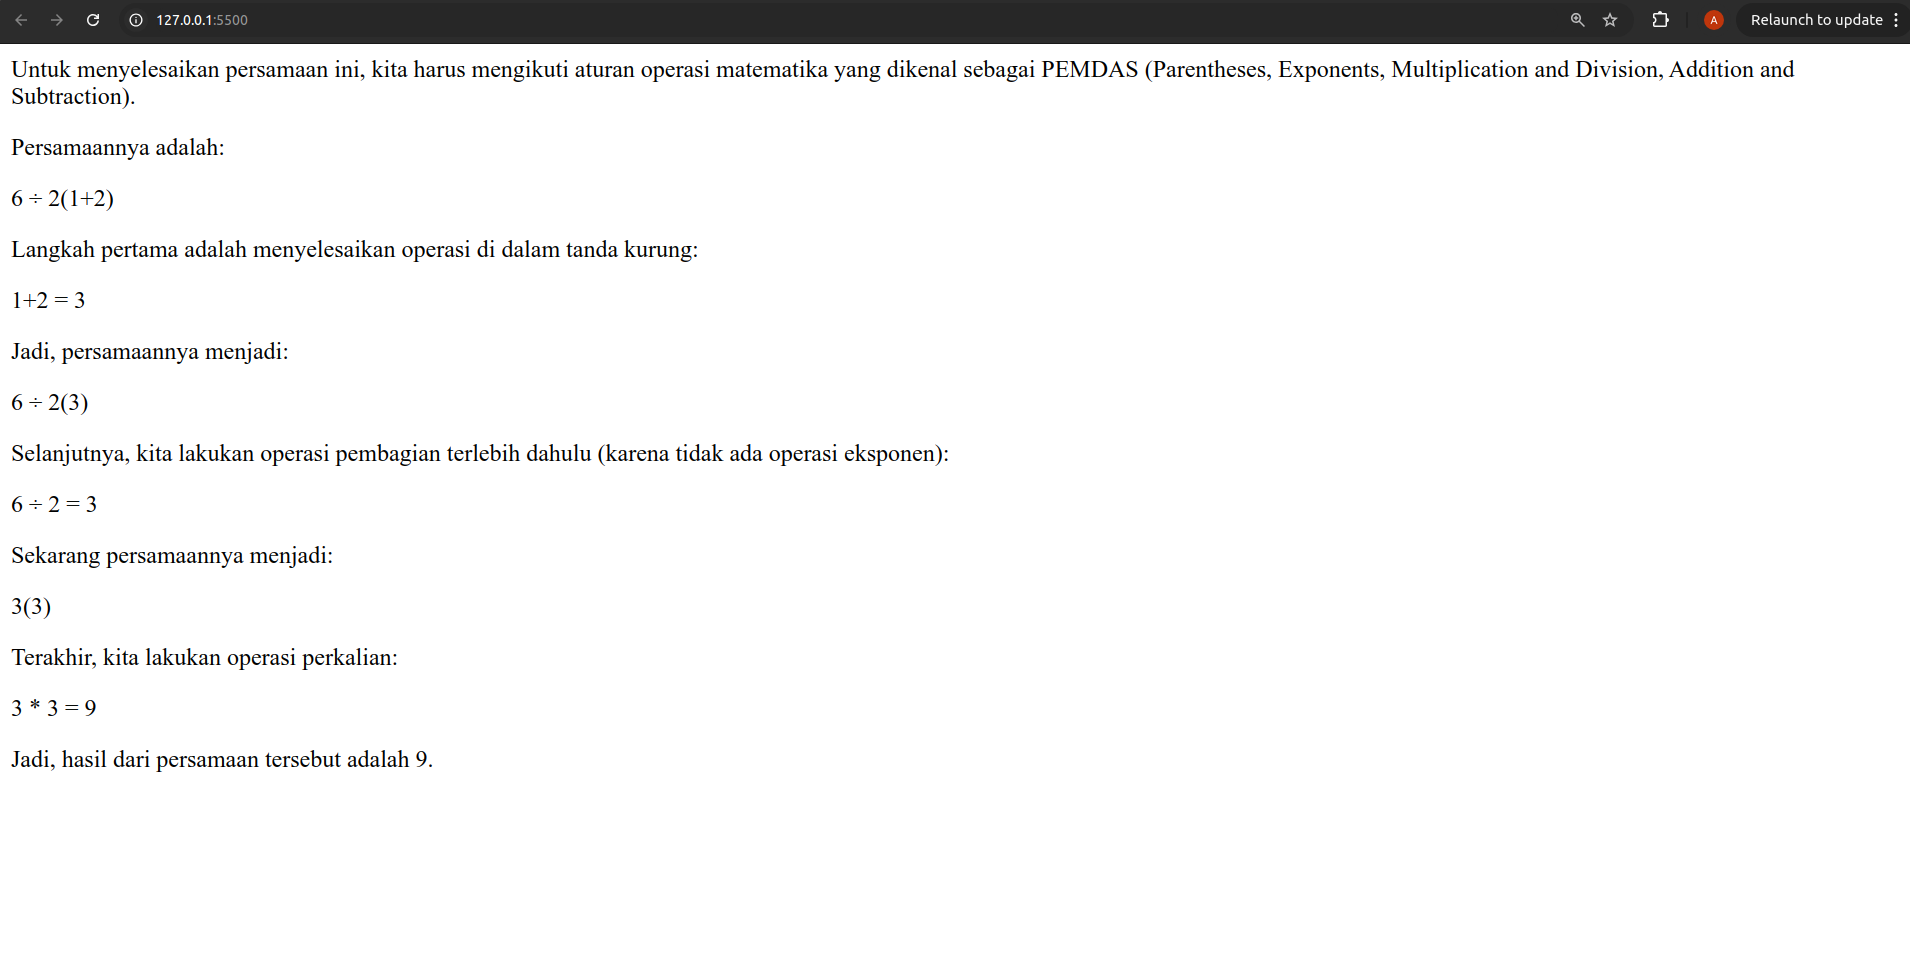 127.0.0.1:5500
A
Relaunch to update
Untuk menyelesaikan persamaan ini, kita harus mengikuti aturan operasi matematika yang dikenal sebagai PEMDAS (Parentheses, Exponents, Multiplication and Division, Addition and
Subtraction).
Persamaannya adalah:
6 ÷ 2(1+2)
Langkah pertama adalah menyelesaikan operasi di dalam tanda kurung:
1+2 = 3
Jadi, persamaannya menjadi:
6 ÷ 2(3)
Selanjutnya, kita lakukan operasi pembagian terlebih dahulu (karena tidak ada operasi eksponen):
6 ÷ 2 = 3
Sekarang persamaannya menjadi:
3(3)
Terakhir, kita lakukan operasi perkalian:
3 * 3 = 9
Jadi, hasil dari persamaan tersebut adalah 9.